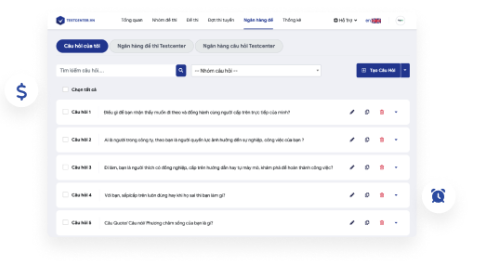 TESTCENTER.VN
Tổng quan Nhóm đề thi Đề thi Đợt thi tuyển Ngân hàng đề Thống kê Hỗ trợ en
Câu hỏi của tôi Ngân hàng đề thi Testcenter Ngân hàng câu hỏi Testcenter
Tìm kiếm câu hỏi... -- Nhóm câu hỏi -- Tạo Câu Hỏi
Chọn tất cả
Câu hỏi 1 Điều gì để bạn nhận thấy muốn đi theo và đồng hành cùng người cấp trên trực tiếp của mình?
Câu hỏi 2 Ai là người trong công ty, theo bạn là người quyền lực ảnh hưởng đến sự nghiệp, công việc của bạn ?
Câu hỏi 3 Đi làm, bạn là người thích có đồng nghiệp, cấp trên hướng dẫn hay tự mày mò, khám phá để hoàn thành công việc?
Câu hỏi 4 Với bạn, sếp/cấp trên luôn đúng hay khi họ sai thì bạn làm gì?
Câu hỏi 5 Câu Quote/ Câu nói/ Phương châm sống của bạn là gì?